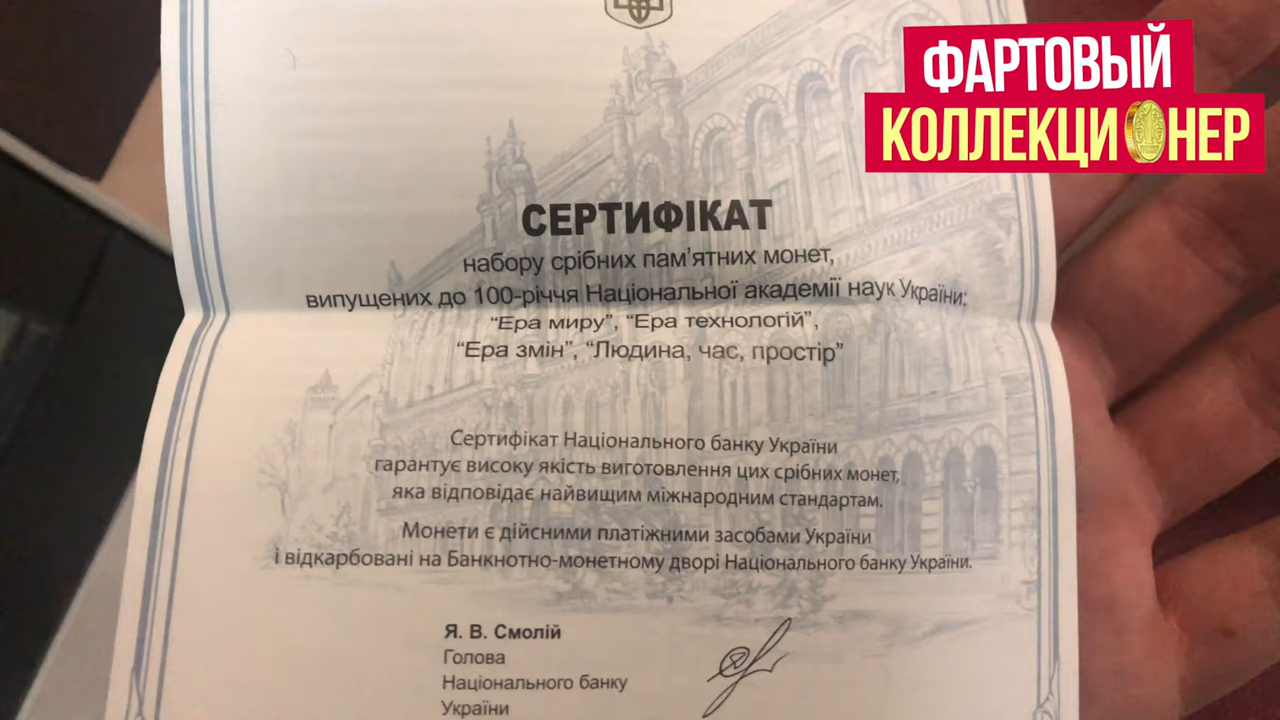 ФАРТОВЫЙ
КОЛЛЕКЦИОНЕР
СЕРТИФІКАТ
набору срібних пам'ятних монет,
випущених до 100-річчя Національної академії наук України:
"Ера миру", "Ера технологій",
"Ера змін", "Людина, час, простір"
Сертифікат Національного банку України
гарантує високу якість виготовлення цих срібних монет,
яка відповідає найвищим міжнародним стандартам.
Монети є дійсними платіжними засобами України
і відкарбовані на Банкнотно-монетному дворі Національного банку України.
Я. В. Смолій
Голова
Національного банку
України